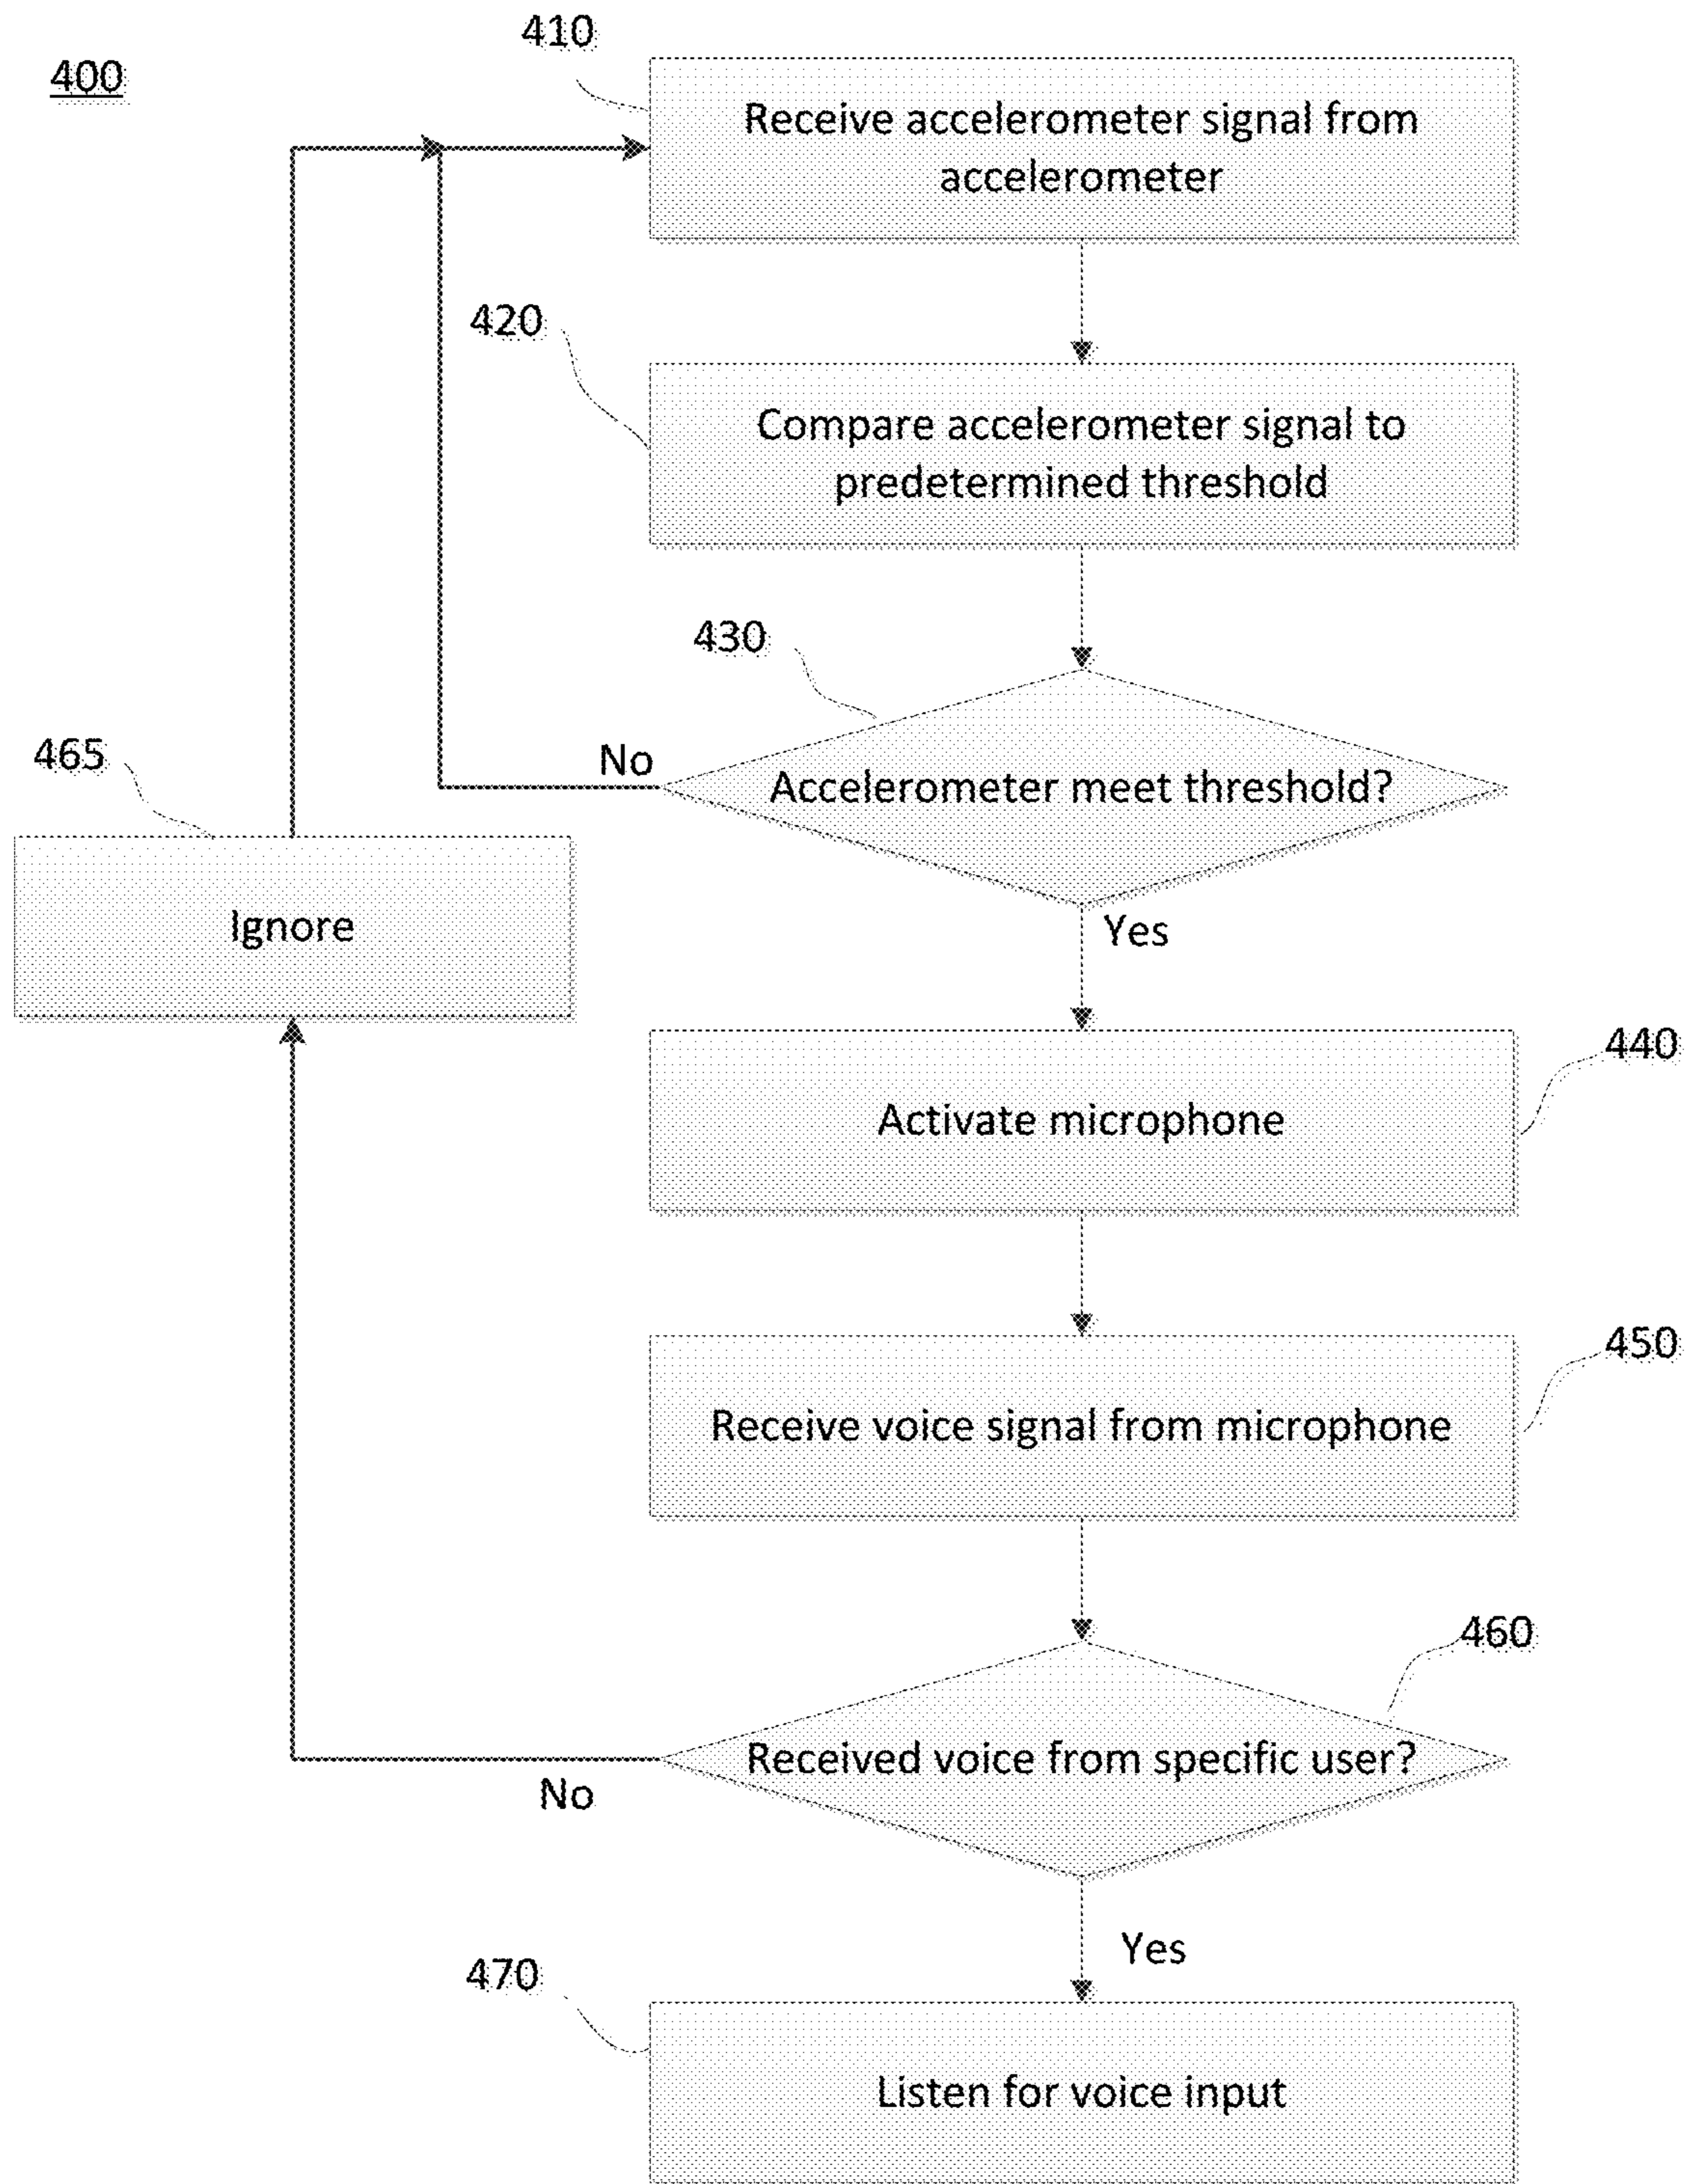 410
400
Receive accelerometer signal from
accelerometer
420
Compare accelerometer signal to
predetermined threshold
430
465
No
Accelerometer meet threshold?
Ignore
Yes
440
Activate microphone
450
Receive voice signal from microphone
460
Received voice from specific user?
No
Yes
470
Listen for voice input